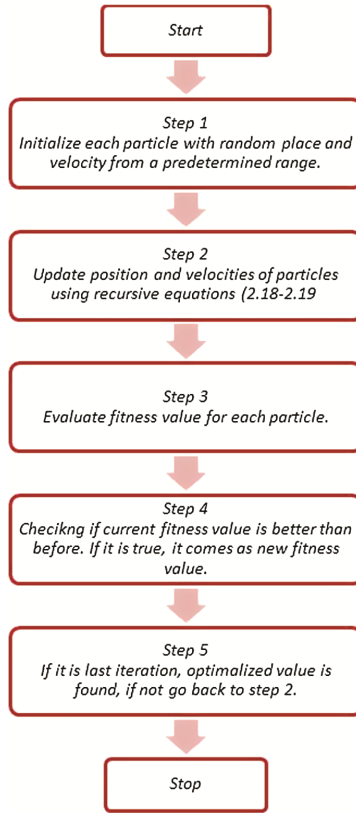 Start
Step 1
Initialize each particle with random place and
velocity from a predetermined range.
Step 2
Update position and velocities of particles
using recursive equations (2.18-2.19
Step 3
Evaluate fitness value for each particle.
Step 4
Checikng if current fitness value is better than
before. If it is true, it comes as new fitness
value.
Step 5
If it is last iteration, optimalized value is
found, if not go back to step 2.
Stop